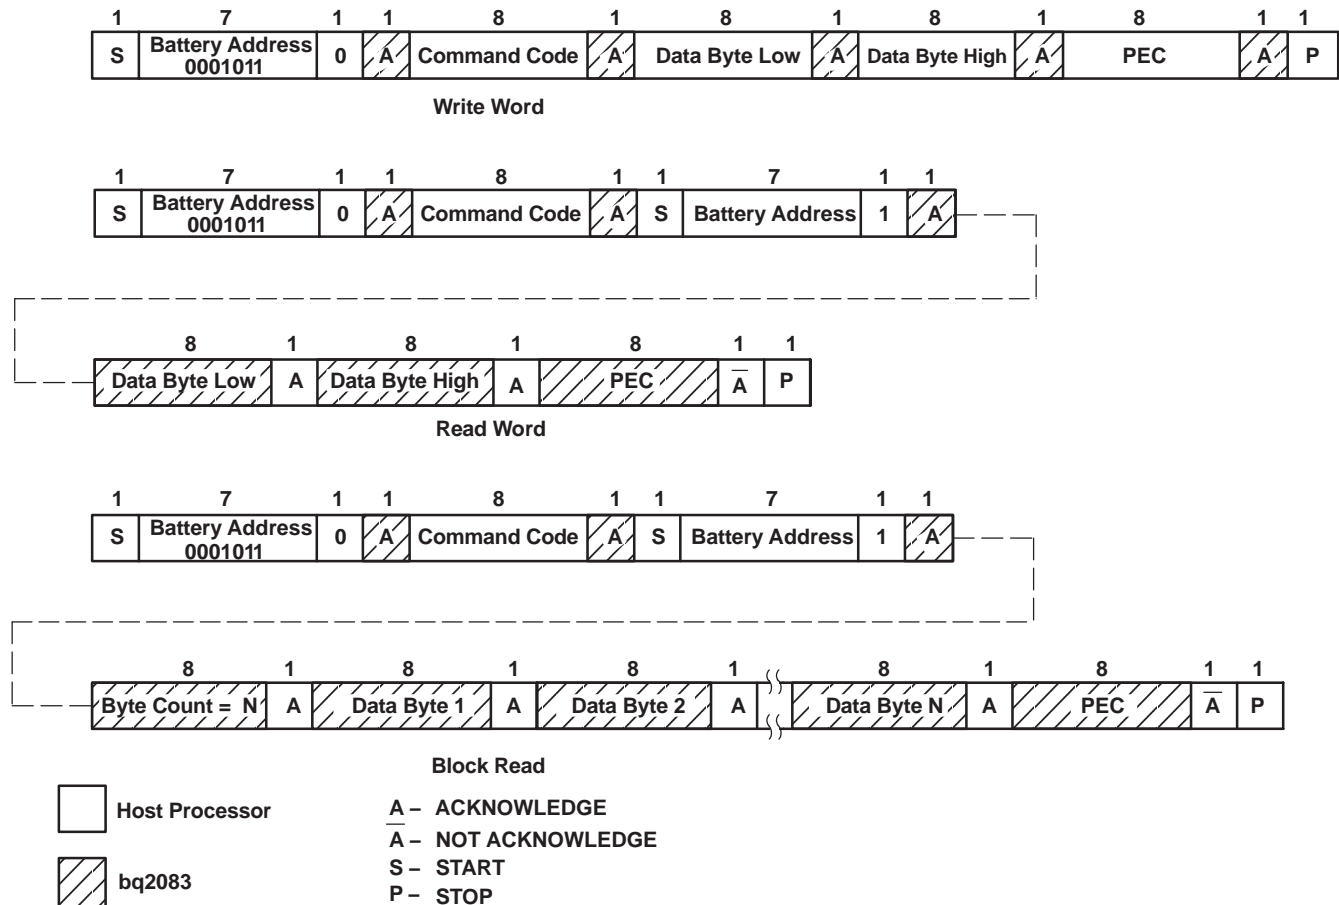 1 7 1 1 8 1 8 1 8 1 8 1 1
S Battery Address 0 A Command Code A Data Byte Low A Data Byte High A PEC A P
0001011
Write Word
1 7 1 1 8 1 1 7 1 1
S Battery Address 0 A Command Code A S Battery Address 1 A
0001011
8 1 8 1 8 1 1
Data Byte Low A Data Byte High A PEC A̅ P
Read Word
1 7 1 1 8 1 1 7 1 1
S Battery Address 0 A Command Code A S Battery Address 1 A
0001011
8 1 8 1 8 1 8 1 8 1 1
Byte Count = N A Data Byte 1 A Data Byte 2 A Data Byte N A PEC A̅ P
Block Read
Host Processor A – ACKNOWLEDGE
A̅ – NOT ACKNOWLEDGE
bq2083 S – START
P – STOP